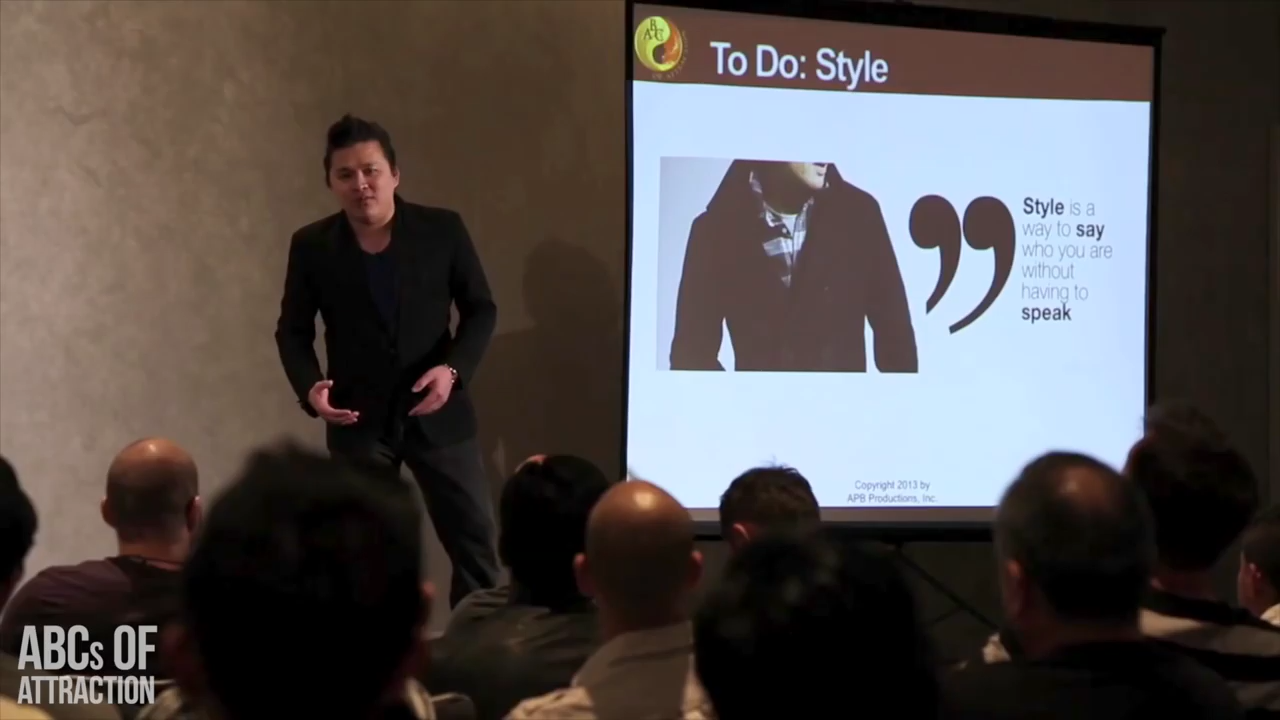 ABC
To Do: Style
Style is a
way to say
who you are
without
having to
speak
Copyright 2013 by
APB Productions, Inc.
ABCs OF
ATTRACTION